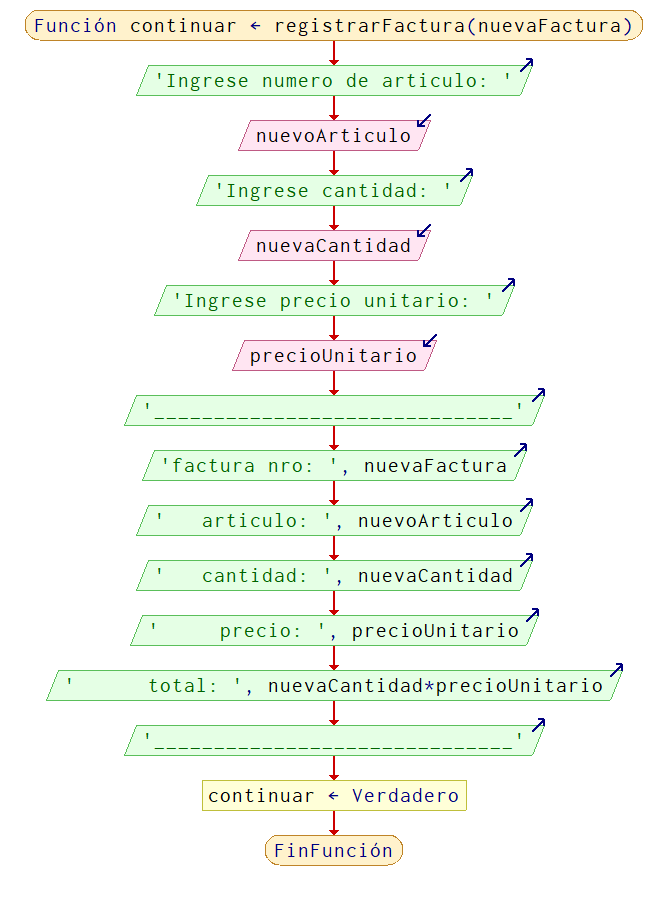 Función continuar ← registrarFactura(nuevaFactura)
'Ingrese numero de articulo: '
nuevoArticulo
'Ingrese cantidad: '
nuevaCantidad
'Ingrese precio unitario: '
precioUnitario
'______________________________'
'factura nro: ', nuevaFactura
'   articulo: ', nuevoArticulo
'   cantidad: ', nuevaCantidad
'     precio: ', precioUnitario
'      total: ', nuevaCantidad*precioUnitario
'______________________________'
continuar ← Verdadero
FinFunción